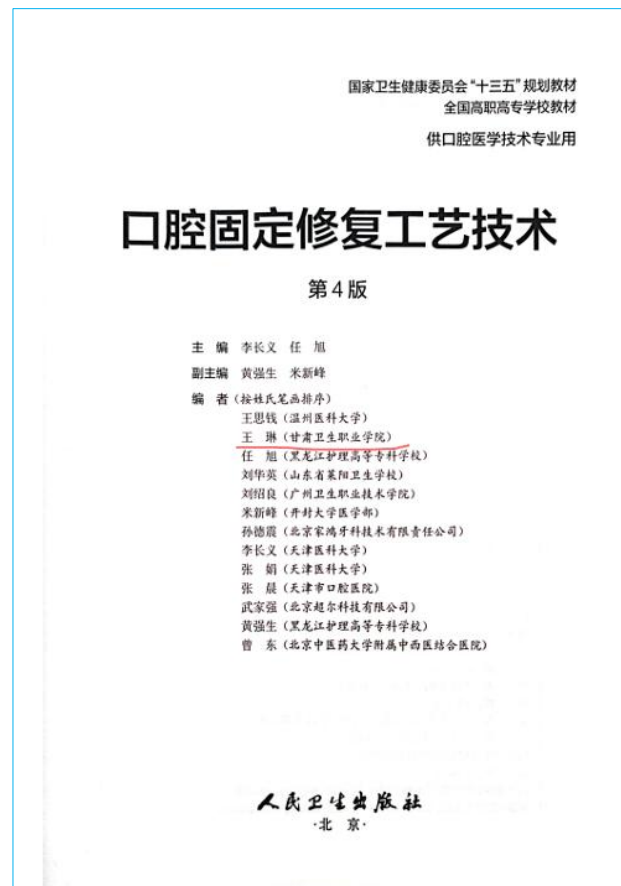 国家卫生健康委员会“十三五”规划教材
全国高职高专学校教材
供口腔医学技术专业用
口腔固定修复工艺技术
第4版
主 编 李长义 任 旭
副主编 黄强生 米新峰
编 者(按姓氏笔画排序)
王思钱(温州医科大学)
王 琳(甘肃卫生职业学院)
任 旭(黑龙江护理高等专科学校)
刘华英(山东省莱阳卫生学校)
刘绍良(广州卫生职业技术学院)
米新峰(开封大学医学部)
孙德震(北京家鸿牙科技术有限责任公司)
李长义(天津医科大学)
张 娟(天津医科大学)
张 晨(天津市口腔医院)
武家强(北京超尔科技有限公司)
黄强生(黑龙江护理高等专科学校)
曾 东(北京中医药大学附属中西医结合医院)
人民卫生出版社
·北 京·